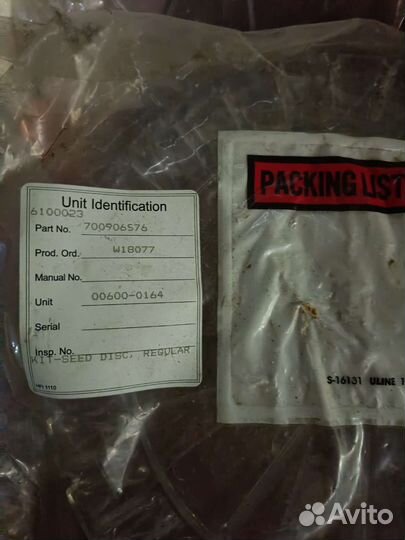 Unit Identification
6100023
Part No. 700906576
Prod. Ord. W18077
Manual No.
Unit 00600-0164
Serial
Insp. No.
KIT-SEED DISC, REGULAR
PACKING LIST
S-16131 ULINE 1
Avito